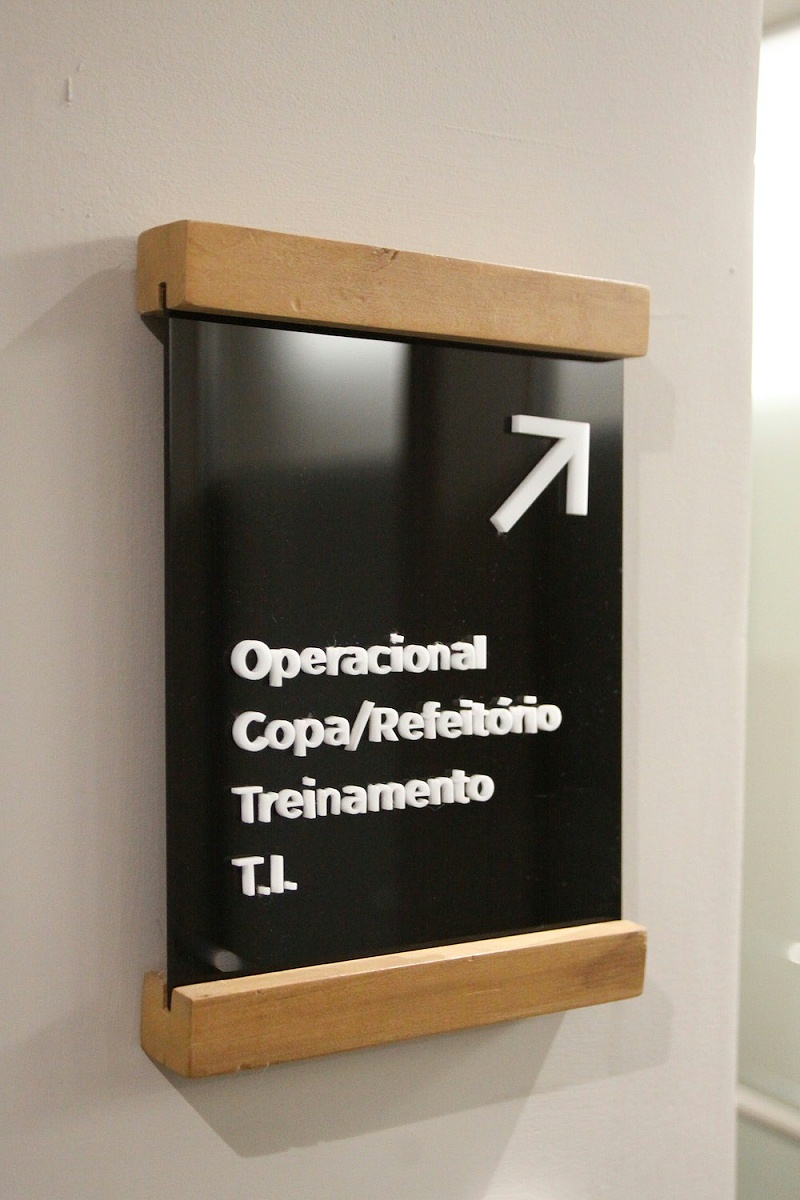 Operacional
Copa/Refeitório
Treinamento
T.I.